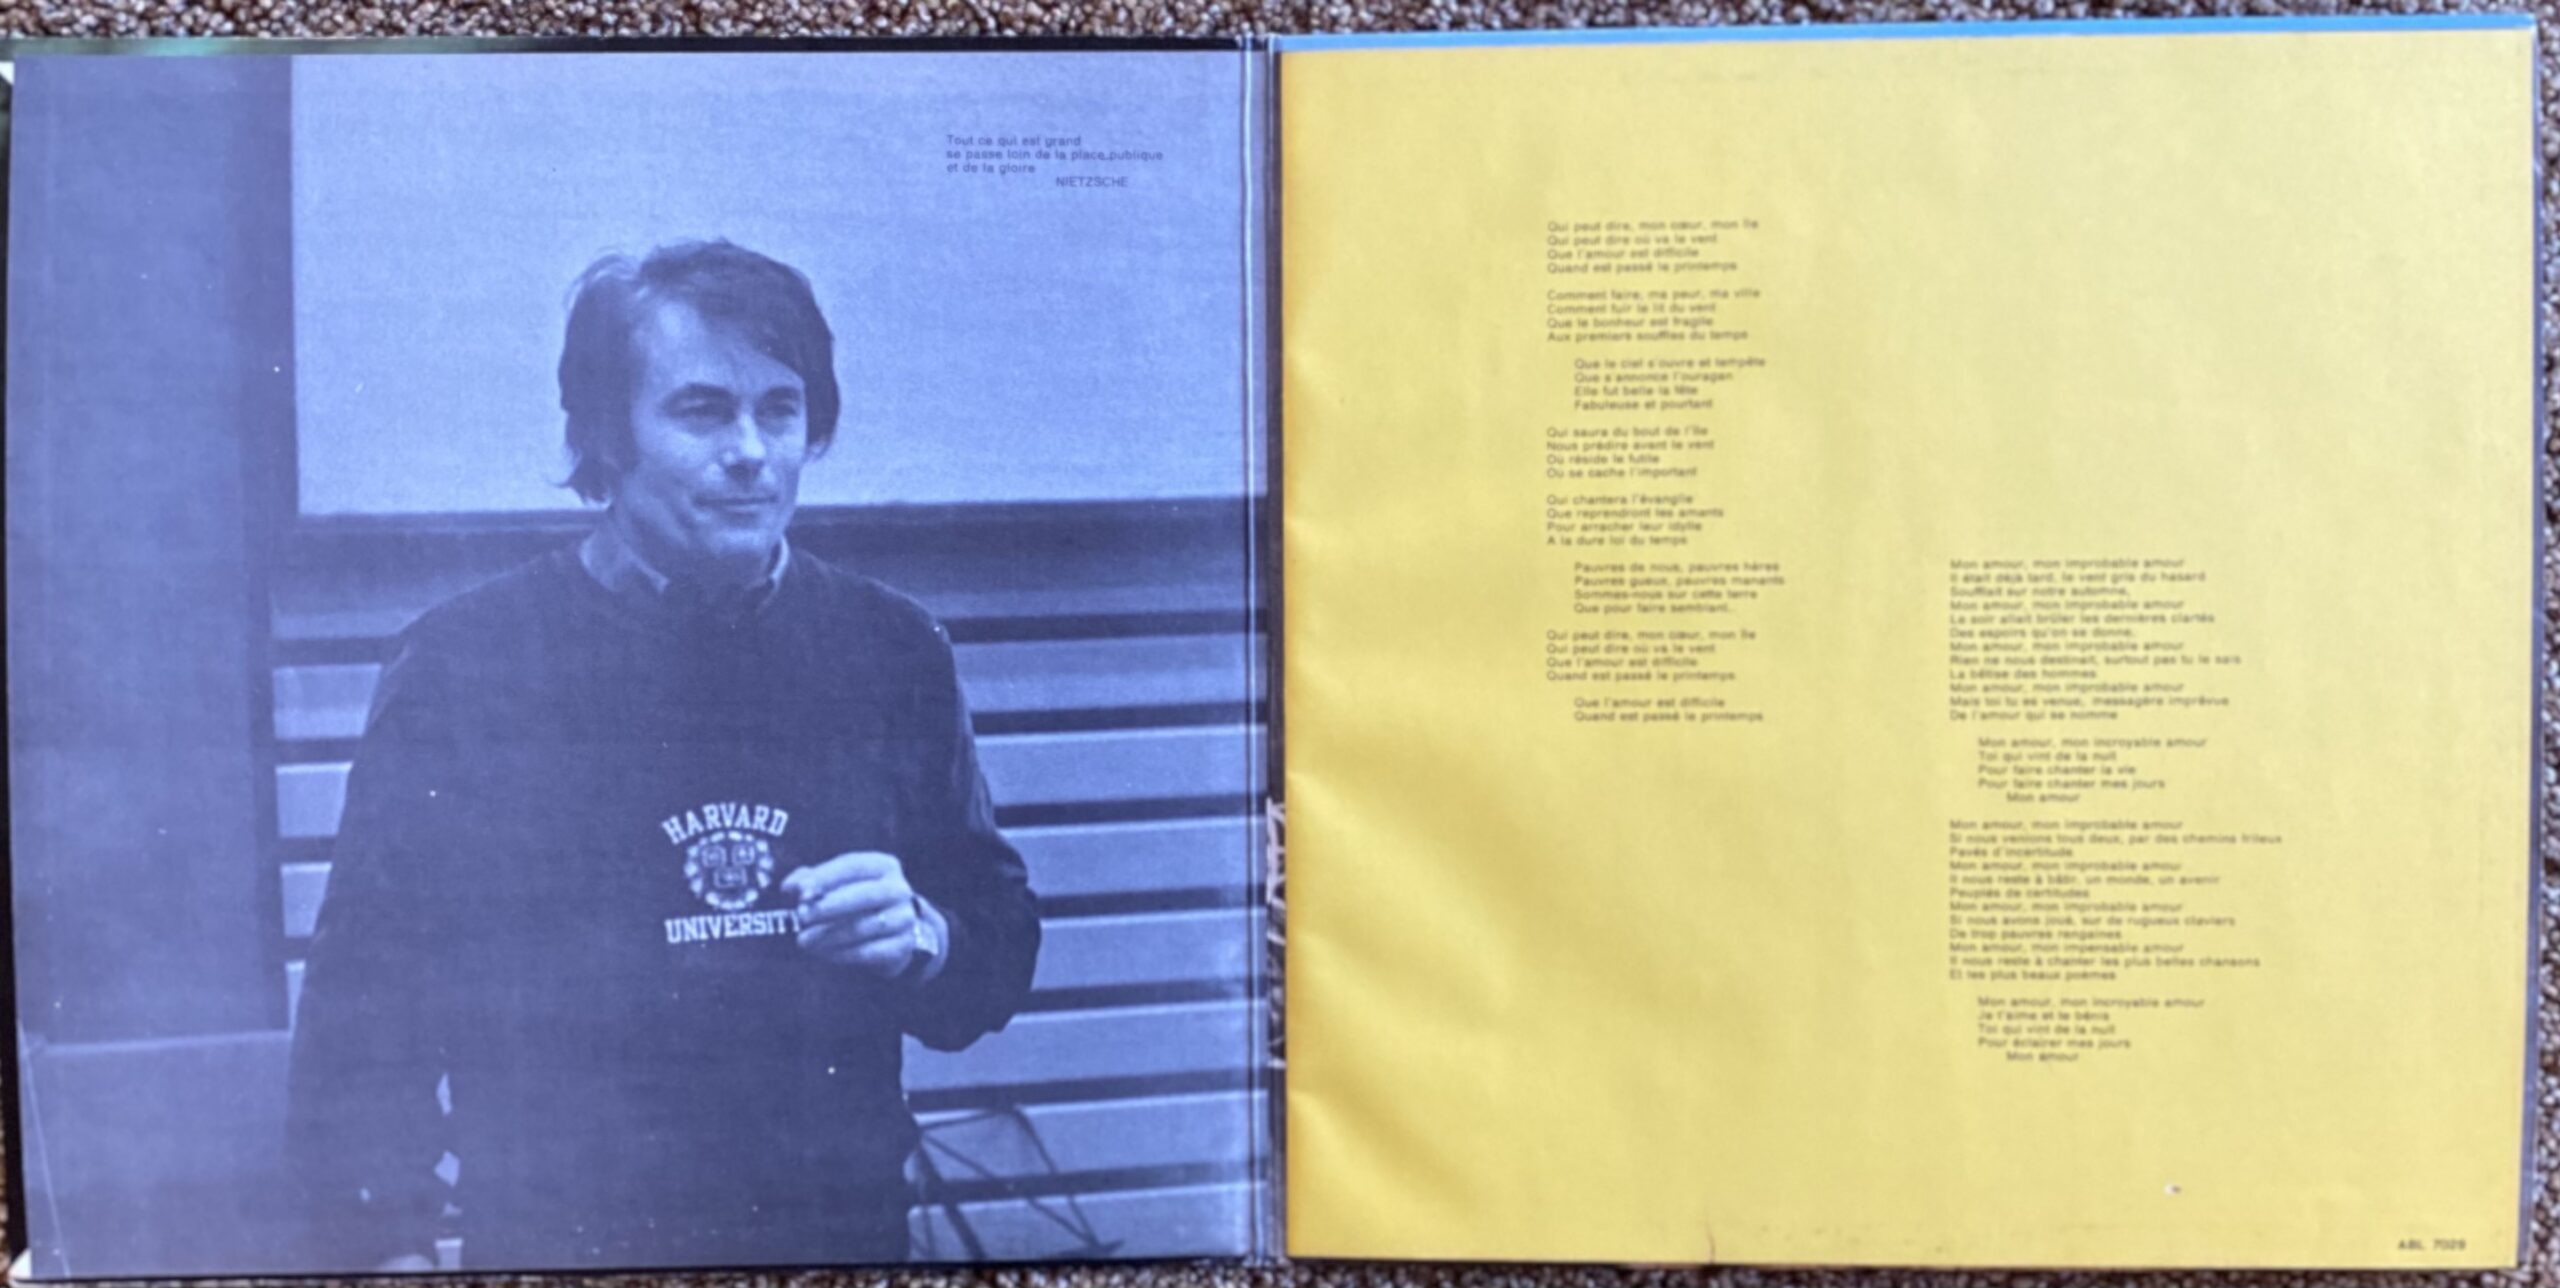 Tout ce qui est grand
se passe loin de la place publique
et de la gloire
NIETZSCHE
HARVARD
UNIVERSITY
Qui peut dire, mon cœur, mon île
Qui peut dire où va le vent
Que l'amour est difficile
Quand est passé le printemps
Comment faire, ma peur, ma ville
Comment fuir le lit du vent
Que le bonheur est fragile
Aux premiers souffles du temps
Que le ciel s'ouvre et tempête
Que s'annonce l'ouragan
Elle fut belle la fête
Fabuleuse et pourtant
Qui saura du bout de l'île
Nous prédire avant le vent
Où réside le futile
Où se cache l'important
Qui chantera l'évangile
Que reprendront les amants
Pour arracher leur idylle
A la dure loi du temps
Pauvres de nous, pauvres hères
Pauvres gueux, pauvres manants
Sommes-nous sur cette terre
Que pour faire semblant..
Qui peut dire, mon cœur, mon île
Qui peut dire où va le vent
Que l'amour est difficile
Quand est passé le printemps
Que l'amour est difficile
Quand est passé le printemps
Mon amour, mon improbable amour
Il était déjà tard, le vent gris du hasard
Soufflait sur notre automne,
Mon amour, mon improbable amour
Le soir allait brûler les dernières clartés
Des espoirs qu'on se donne,
Mon amour, mon improbable amour
Rien ne nous destinait, surtout pas tu le sais
La bêtise des hommes
Mon amour, mon improbable amour
Mais toi tu es venue, messagère imprévue
De l'amour qui se nomme
Mon amour, mon incroyable amour
Toi qui vint de la nuit
Pour faire chanter la vie
Pour faire chanter mes jours
Mon amour
Mon amour, mon improbable amour
Si nous venions tous deux, par des chemins frileux
Pavés d'incertitude
Mon amour, mon improbable amour
Il nous reste à bâtir, un monde, un avenir
Peuplés de certitudes
Mon amour, mon improbable amour
Si nous avons joué, sur de rugueux claviers
De trop pauvres rengaines
Mon amour, mon impensable amour
Il nous reste à chanter les plus belles chansons
Et les plus beaux poèmes
Mon amour, mon incroyable amour
Je t'aime et te bénis
Toi qui vint de la nuit
Pour éclairer mes jours
Mon amour
ABL 7029